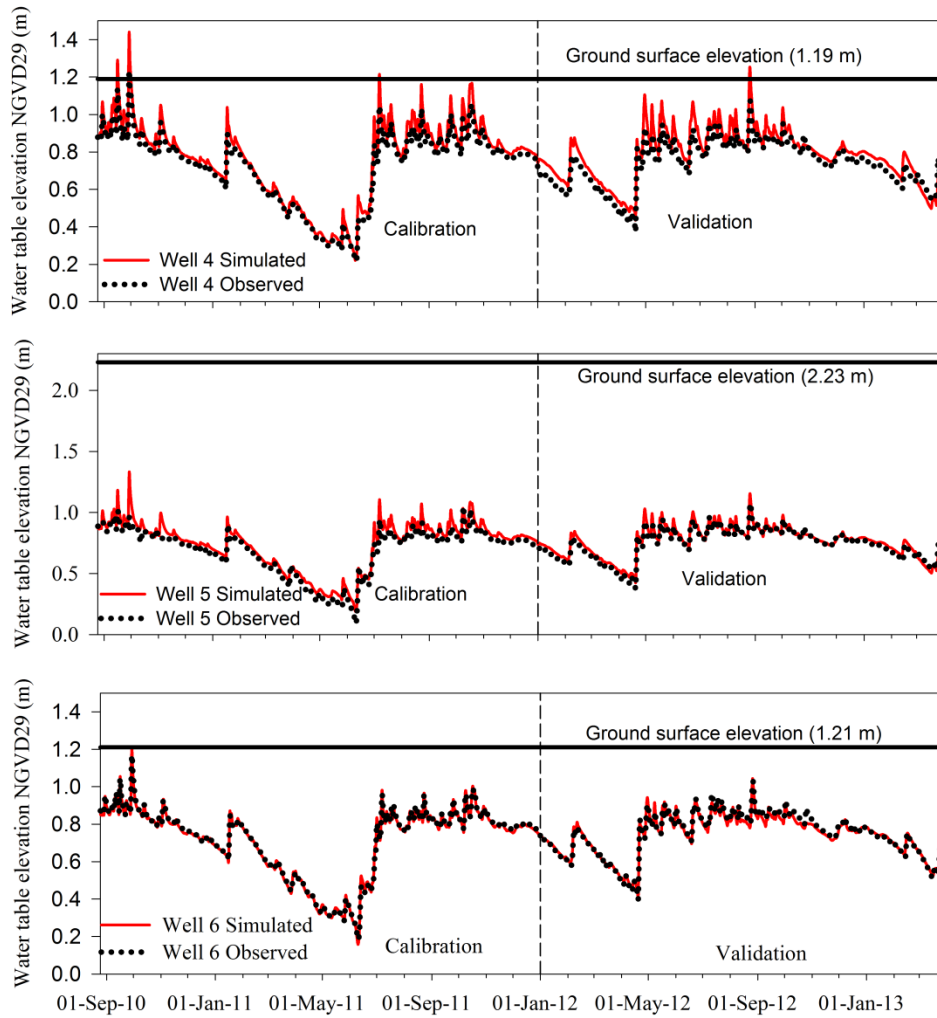 Water table elevation NGVD29 (m)
1.4
1.2
1.0
0.8
0.6
0.4
0.2
0.0
Ground surface elevation (1.19 m)
Calibration
Validation
Well 4 Simulated
Well 4 Observed
Water table elevation NGVD29 (m)
2.0
1.5
1.0
0.5
0.0
Ground surface elevation (2.23 m)
Calibration
Validation
Well 5 Simulated
Well 5 Observed
Water table elevation NGVD29 (m)
1.4
1.2
1.0
0.8
0.6
0.4
0.2
0.0
Ground surface elevation (1.21 m)
Well 6 Simulated
Well 6 Observed
Calibration
Validation
01-Sep-10 01-Jan-11 01-May-11 01-Sep-11 01-Jan-12 01-May-12 01-Sep-12 01-Jan-13